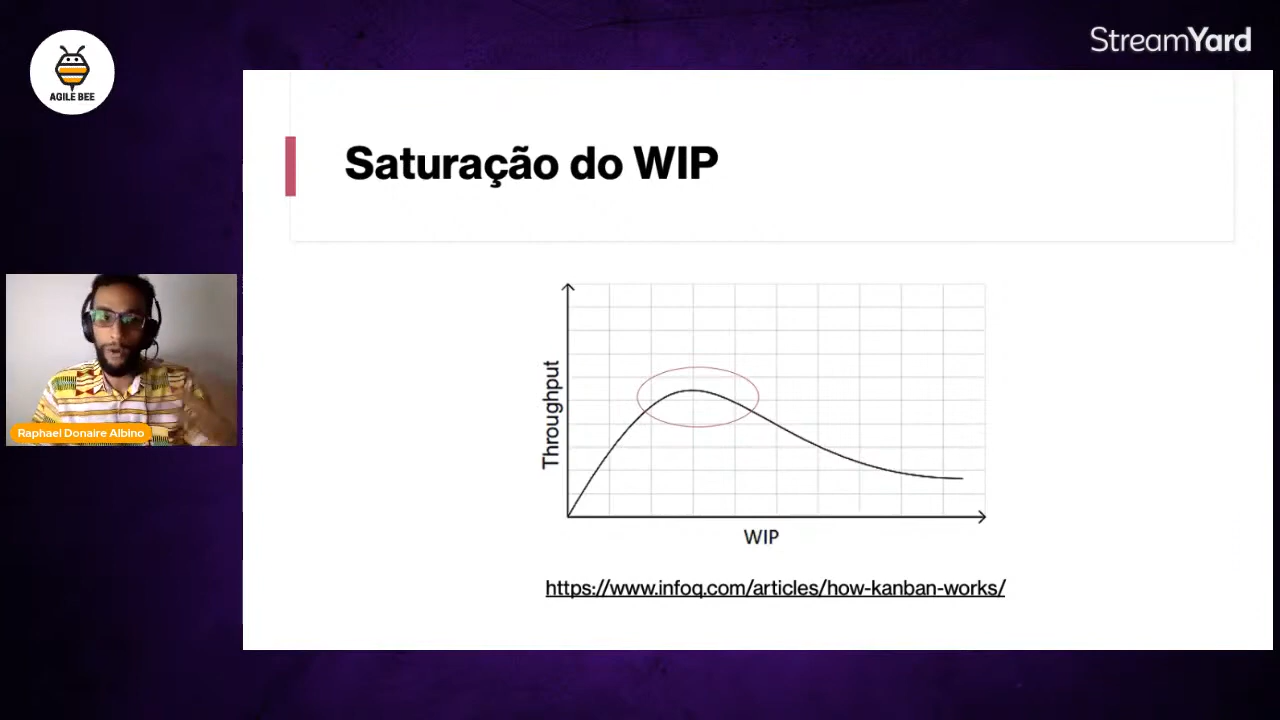 AGILE BEE
StreamYard
Saturação do WIP
Raphael Donaire Albino
Throughput
WIP
https://www.infoq.com/articles/how-kanban-works/